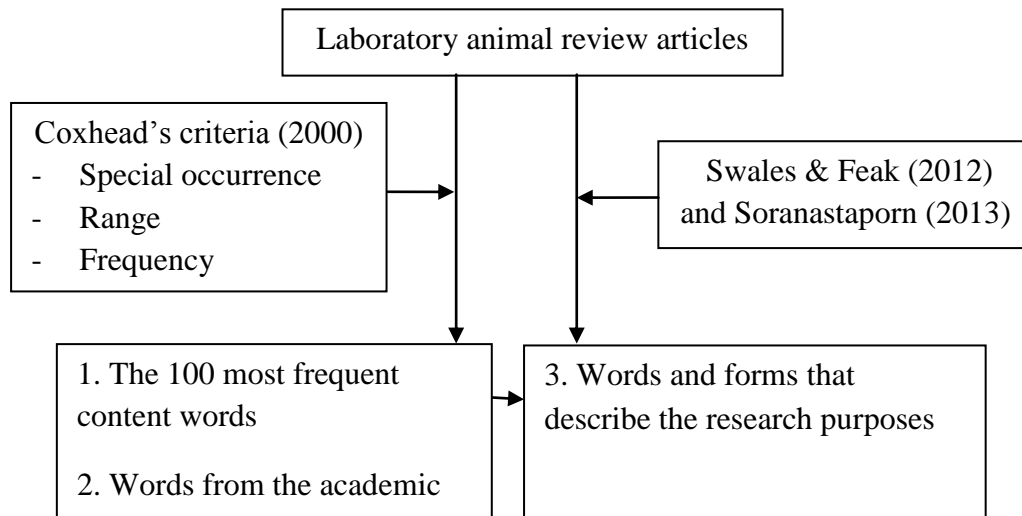 Laboratory animal review articles
Coxhead’s criteria (2000)
- Special occurrence
- Range
- Frequency
Swales & Feak (2012)
and Soranastaporn (2013)
1. The 100 most frequent
content words
2. Words from the academic
3. Words and forms that
describe the research purposes